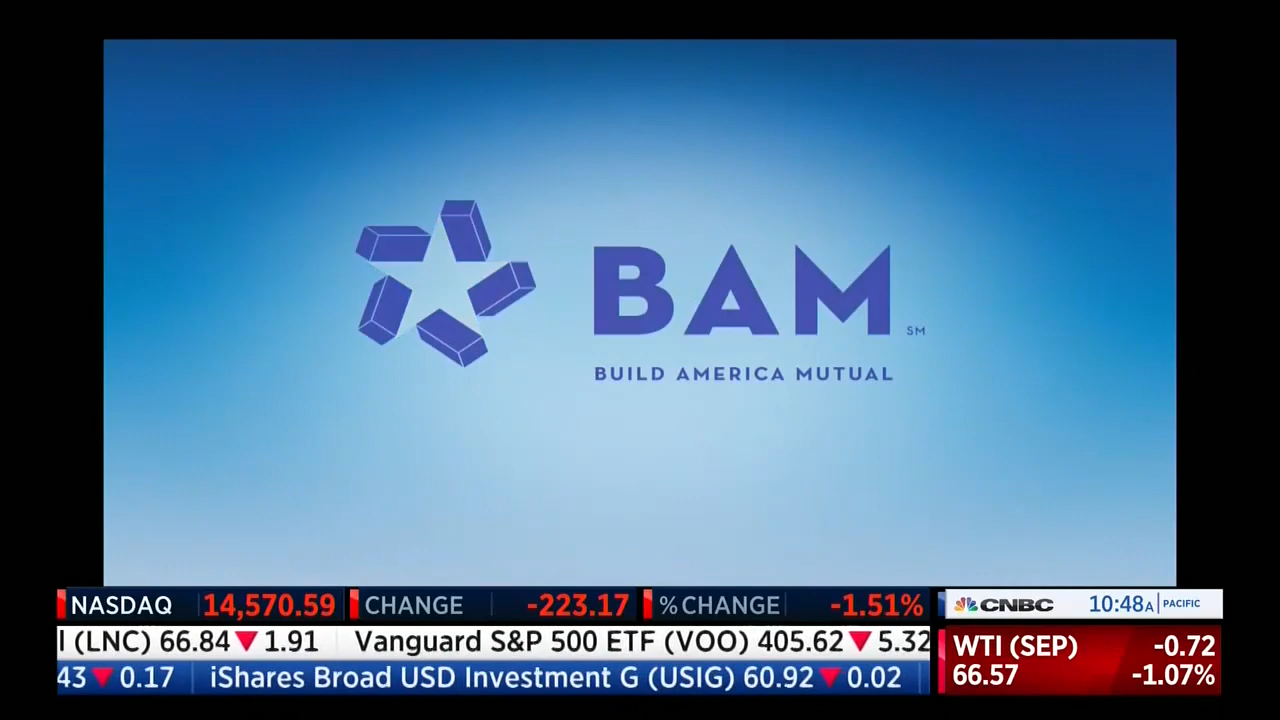 BAM
SM
BUILD AMERICA MUTUAL
NASDAQ 14,570.59 CHANGE -223.17 % CHANGE -1.51%
CNBC 10:48A PACIFIC
(LNC) 66.84▼1.91 Vanguard S&P 500 ETF (VOO) 405.62▼5.32
43▼0.17 iShares Broad USD Investment G (USIG) 60.92▼0.02
WTI (SEP) -0.72
66.57 -1.07%